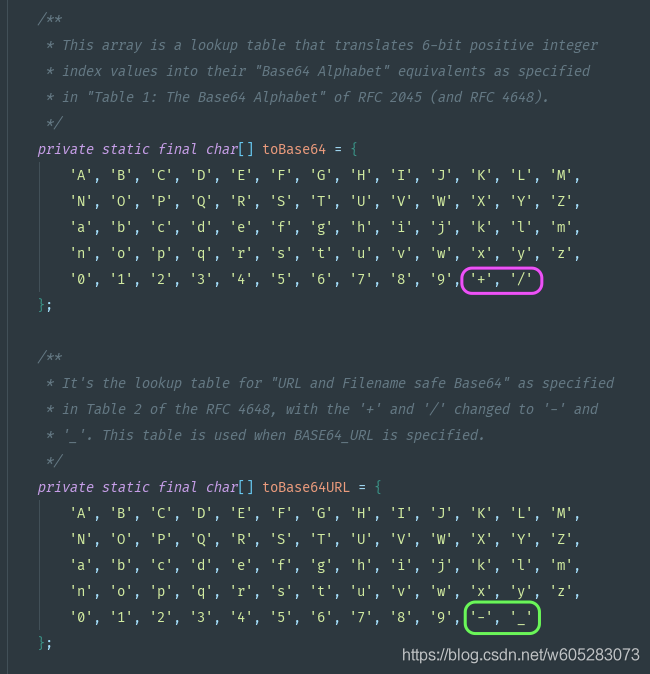 /**
 * This array is a lookup table that translates 6-bit positive integer
 * index values into their "Base64 Alphabet" equivalents as specified
 * in "Table 1: The Base64 Alphabet" of RFC 2045 (and RFC 4648).
 */
private static final char[] toBase64 = {
    'A', 'B', 'C', 'D', 'E', 'F', 'G', 'H', 'I', 'J', 'K', 'L', 'M',
    'N', 'O', 'P', 'Q', 'R', 'S', 'T', 'U', 'V', 'W', 'X', 'Y', 'Z',
    'a', 'b', 'c', 'd', 'e', 'f', 'g', 'h', 'i', 'j', 'k', 'l', 'm',
    'n', 'o', 'p', 'q', 'r', 's', 't', 'u', 'v', 'w', 'x', 'y', 'z',
    '0', '1', '2', '3', '4', '5', '6', '7', '8', '9', '+', '/'
};
/**
 * It's the lookup table for "URL and Filename safe Base64" as specified
 * in Table 2 of the RFC 4648, with the '+' and '/' changed to '-' and
 * '_'. This table is used when BASE64_URL is specified.
 */
private static final char[] toBase64URL = {
    'A', 'B', 'C', 'D', 'E', 'F', 'G', 'H', 'I', 'J', 'K', 'L', 'M',
    'N', 'O', 'P', 'Q', 'R', 'S', 'T', 'U', 'V', 'W', 'X', 'Y', 'Z',
    'a', 'b', 'c', 'd', 'e', 'f', 'g', 'h', 'i', 'j', 'k', 'l', 'm',
    'n', 'o', 'p', 'q', 'r', 's', 't', 'u', 'v', 'w', 'x', 'y', 'z',
    '0', '1', '2', '3', '4', '5', '6', '7', '8', '9', '-', '_'
};
https://blog.csdn.net/w605283073